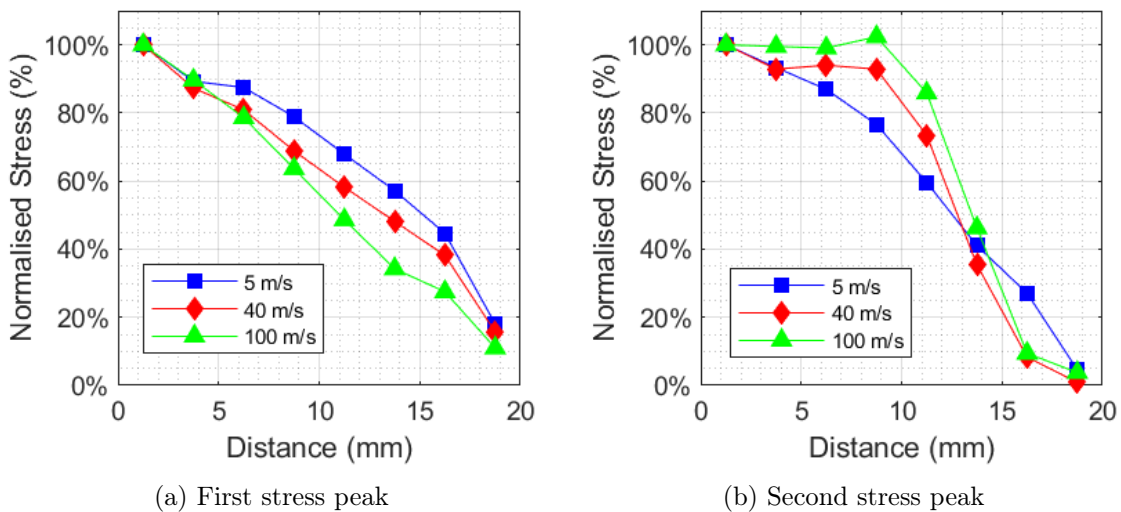 100%
80%
60%
40%
20%
0%
Normalised Stress (%)
5 m/s
40 m/s
100 m/s
0 5 10 15 20
Distance (mm)
(a) First stress peak
100%
80%
60%
40%
20%
0%
Normalised Stress (%)
5 m/s
40 m/s
100 m/s
0 5 10 15 20
Distance (mm)
(b) Second stress peak